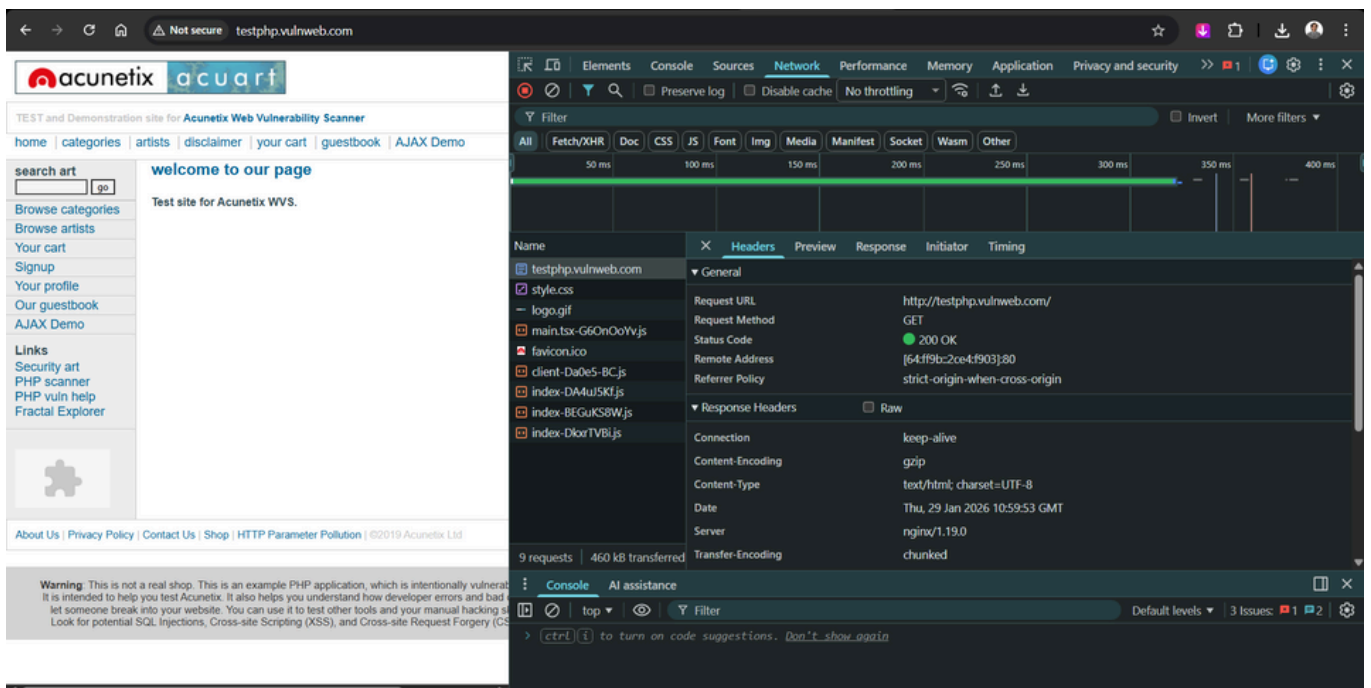 Not secure testphp.vulnweb.com
acunetix acuart
TEST and Demonstration site for Acunetix Web Vulnerability Scanner
home | categories | artists | disclaimer | your cart | guestbook | AJAX Demo
search art
go
Browse categories
Browse artists
Your cart
Signup
Your profile
Our guestbook
AJAX Demo
Links
Security art
PHP scanner
PHP vuln help
Fractal Explorer
welcome to our page
Test site for Acunetix WVS.
About Us | Privacy Policy | Contact Us | Shop | HTTP Parameter Pollution | ©2019 Acunetix Ltd
Warning: This is not a real shop. This is an example PHP application, which is intentionally vulnerab
It is intended to help you test Acunetix. It also helps you understand how developer errors and bad
let someone break into your website. You can use it to test other tools and your manual hacking s
Look for potential SQL Injections, Cross-site Scripting (XSS), and Cross-site Request Forgery (CS
Elements Console Sources Network Performance Memory Application Privacy and security 1
Preserve log Disable cache No throttling
Filter Invert More filters
All Fetch/XHR Doc CSS JS Font Img Media Manifest Socket Wasm Other
50 ms 100 ms 150 ms 200 ms 250 ms 300 ms 350 ms 400 ms
Name
testphp.vulnweb.com
style.css
logo.gif
main.tsx-G6OnOoYv.js
favicon.ico
client-Da0e5-BC.js
index-DA4uJ5Kf.js
index-BEGuKS8W.js
index-DkxrTVBi.js
9 requests 460 kB transferred
Headers Preview Response Initiator Timing
General
Request URL http://testphp.vulnweb.com/
Request Method GET
Status Code 200 OK
Remote Address [64:ff9b::2ce4:f903]:80
Referrer Policy strict-origin-when-cross-origin
Response Headers Raw
Connection keep-alive
Content-Encoding gzip
Content-Type text/html; charset=UTF-8
Date Thu, 29 Jan 2026 10:59:53 GMT
Server nginx/1.19.0
Transfer-Encoding chunked
Console AI assistance
top Filter Default levels 3 Issues: 1 2
ctrl i to turn on code suggestions. Don't show again